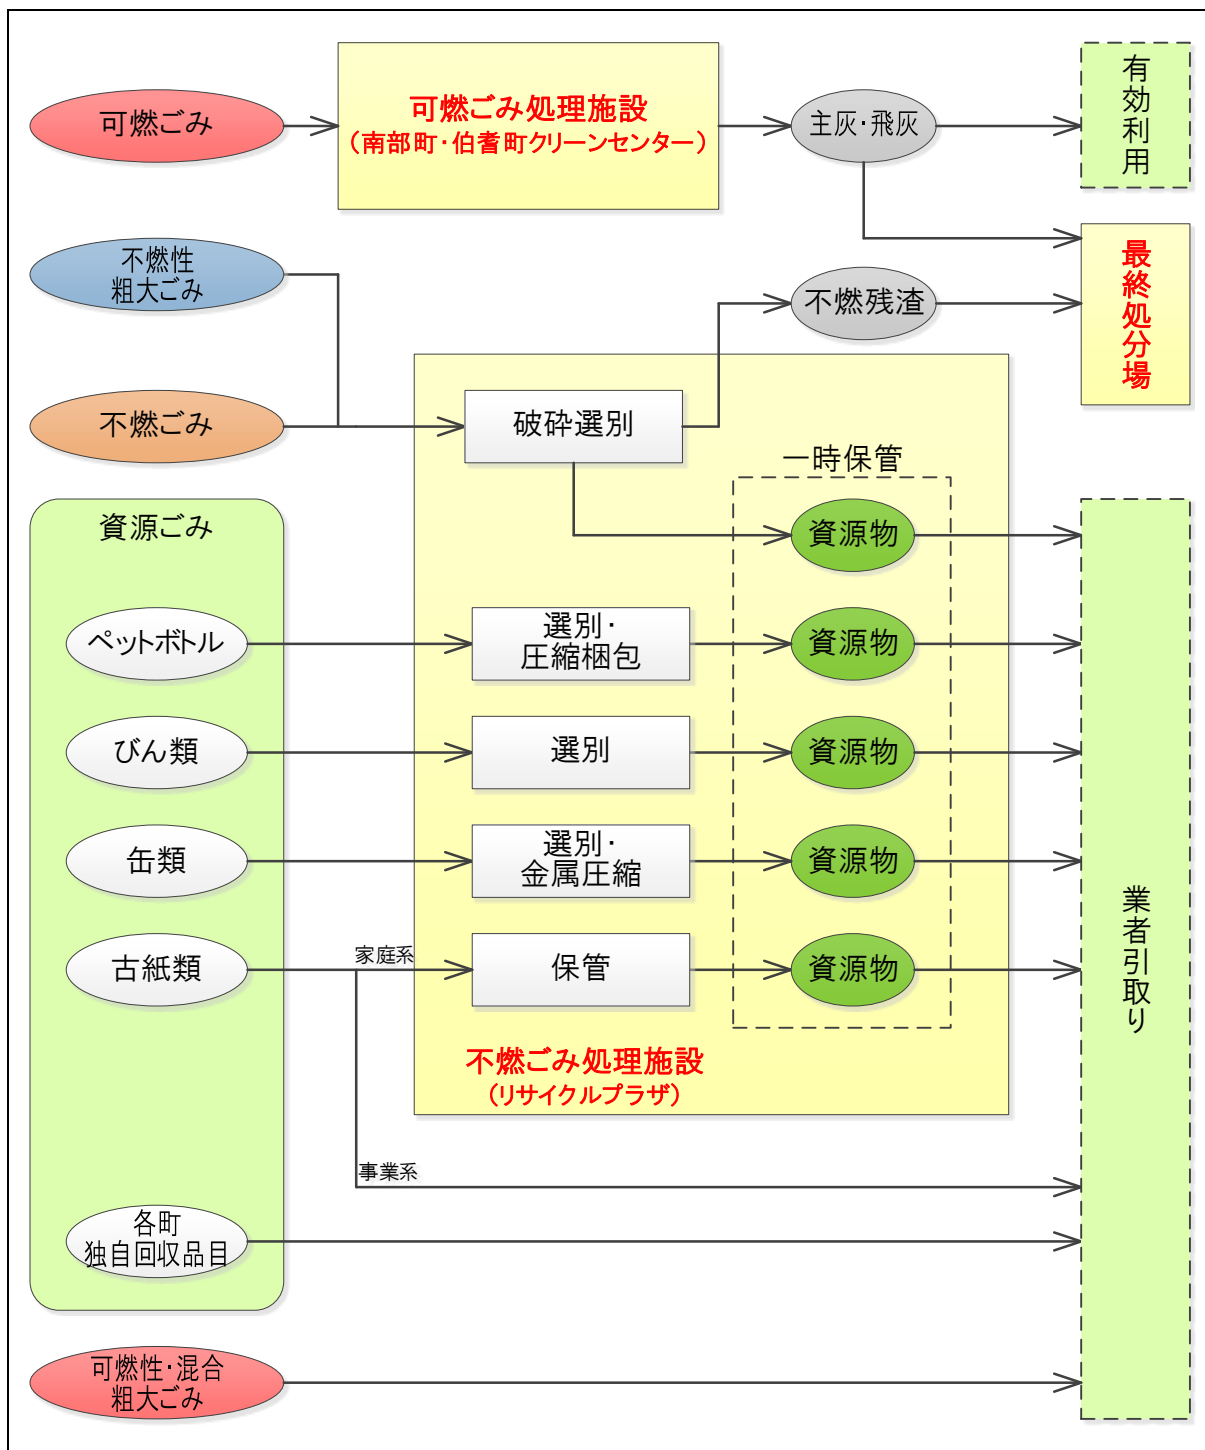 可燃ごみ
可燃ごみ処理施設
（南部町・伯耆町クリーンセンター）
主灰・飛灰
有効利用
不燃性
粗大ごみ
不燃残渣
最終処分場
不燃ごみ
破砕選別
一時保管
資源ごみ
資源物
ペットボトル
選別・
圧縮梱包
資源物
びん類
選別
資源物
缶類
選別・
金属圧縮
資源物
古紙類
家庭系
保管
資源物
業者引取り
不燃ごみ処理施設
（リサイクルプラザ）
事業系
各町
独自回収品目
可燃性・混合
粗大ごみ